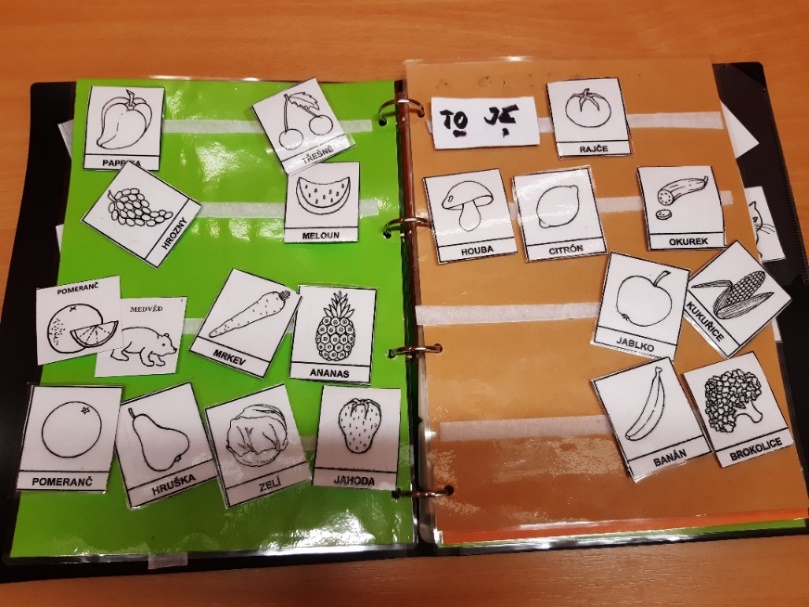 PAPRIKA
TŘEŠNĚ
HROZNY
MELOUN
POMERANČ
MEDVĚD
MRKEV
ANANAS
POMERANČ
HRUŠKA
ZELÍ
JAHODA
TO JE
RAJČE
HOUBA
CITRÓN
OKUREK
JABLKO
KUKUŘICE
BANÁN
BROKOLICE